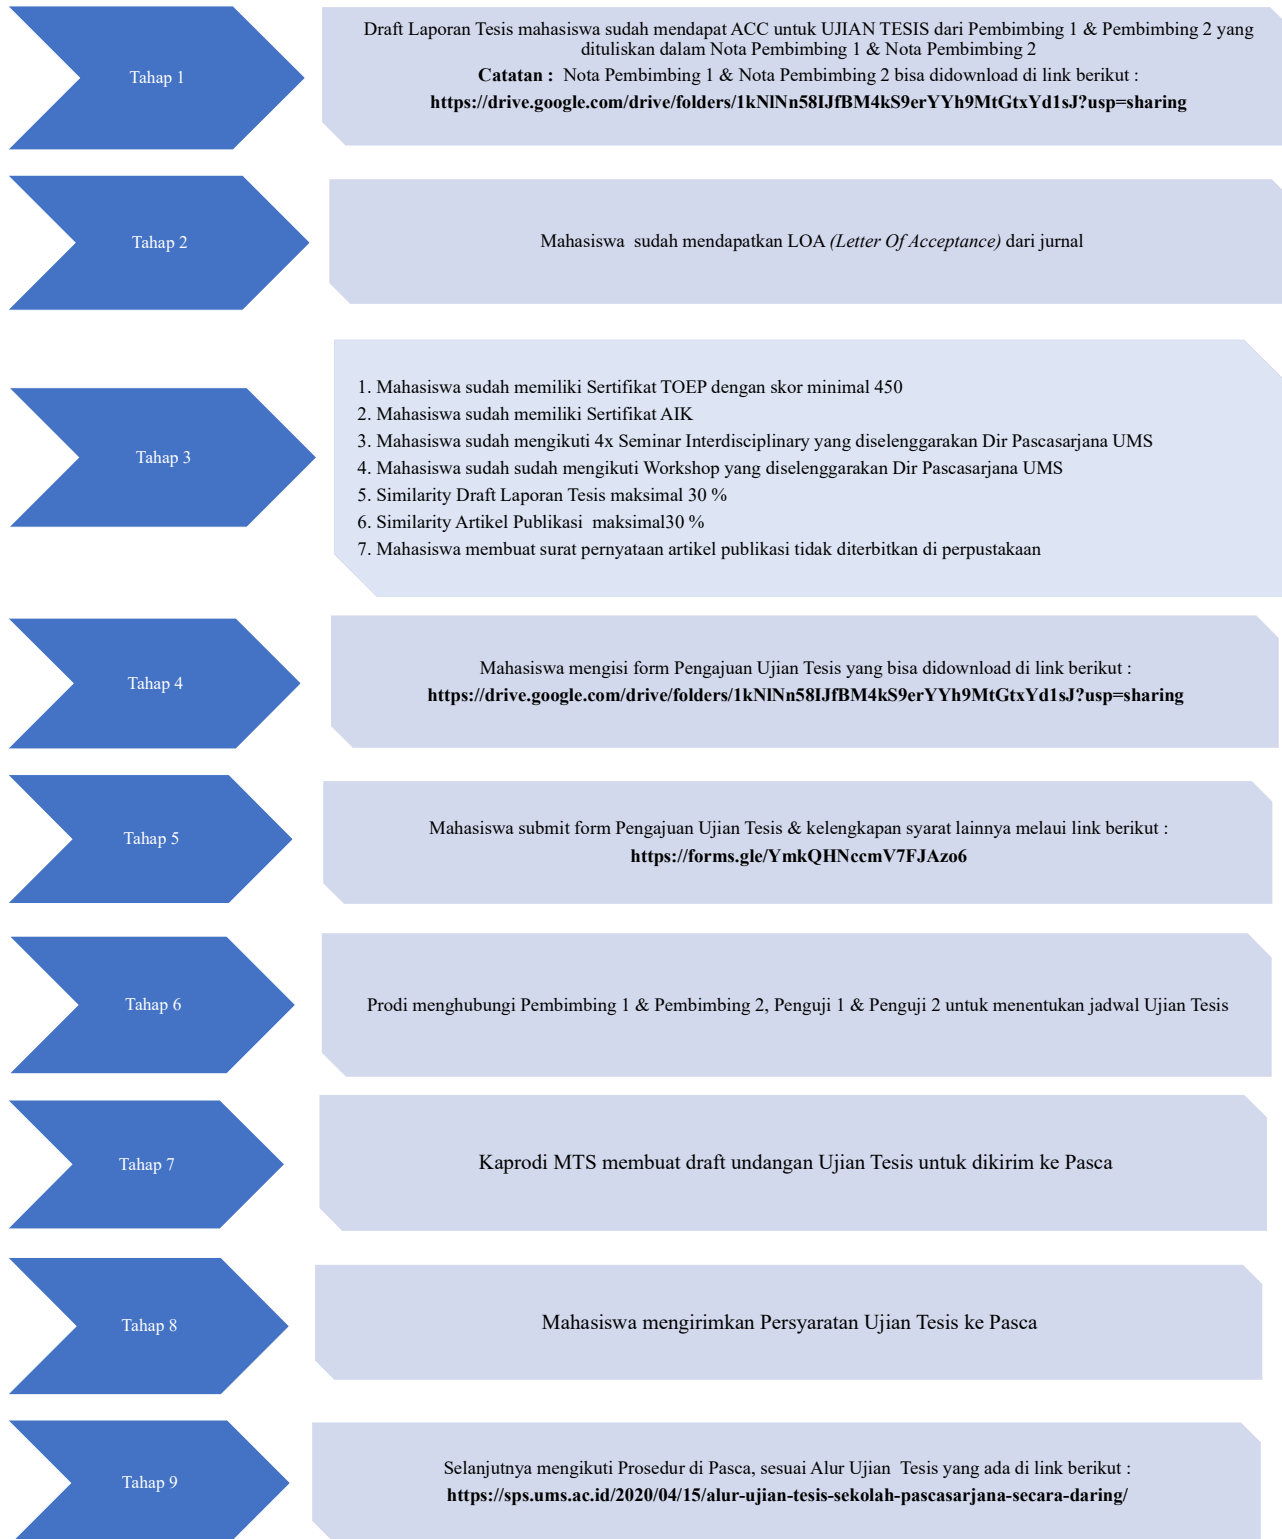 Tahap 1
Draft Laporan Tesis mahasiswa sudah mendapat ACC untuk UJIAN TESIS dari Pembimbing 1 & Pembimbing 2 yang
dituliskan dalam Nota Pembimbing 1 & Nota Pembimbing 2
Catatan : Nota Pembimbing 1 & Nota Pembimbing 2 bisa didownload di link berikut :
https://drive.google.com/drive/folders/1kNlNn58IJfBM4kS9erYYh9MtGtxYd1sJ?usp=sharing
Tahap 2
Mahasiswa sudah mendapatkan LOA (Letter Of Acceptance) dari jurnal
Tahap 3
1. Mahasiswa sudah memiliki Sertifikat TOEP dengan skor minimal 450
2. Mahasiswa sudah memiliki Sertifikat AIK
3. Mahasiswa sudah mengikuti 4x Seminar Interdisciplinary yang diselenggarakan Dir Pascasarjana UMS
4. Mahasiswa sudah sudah mengikuti Workshop yang diselenggarakan Dir Pascasarjana UMS
5. Similarity Draft Laporan Tesis maksimal 30 %
6. Similarity Artikel Publikasi maksimal30 %
7. Mahasiswa membuat surat pernyataan artikel publikasi tidak diterbitkan di perpustakaan
Tahap 4
Mahasiswa mengisi form Pengajuan Ujian Tesis yang bisa didownload di link berikut :
https://drive.google.com/drive/folders/1kNlNn58IJfBM4kS9erYYh9MtGtxYd1sJ?usp=sharing
Tahap 5
Mahasiswa submit form Pengajuan Ujian Tesis & kelengkapan syarat lainnya melaui link berikut :
https://forms.gle/YmkQHNccmV7FJAzo6
Tahap 6
Prodi menghubungi Pembimbing 1 & Pembimbing 2, Penguji 1 & Penguji 2 untuk menentukan jadwal Ujian Tesis
Tahap 7
Kaprodi MTS membuat draft undangan Ujian Tesis untuk dikirim ke Pasca
Tahap 8
Mahasiswa mengirimkan Persyaratan Ujian Tesis ke Pasca
Tahap 9
Selanjutnya mengikuti Prosedur di Pasca, sesuai Alur Ujian Tesis yang ada di link berikut :
https://sps.ums.ac.id/2020/04/15/alur-ujian-tesis-sekolah-pascasarjana-secara-daring/